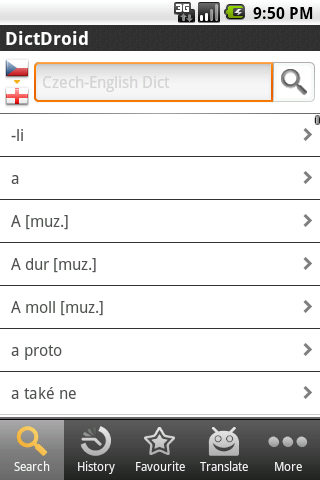 3G 9:50 PM
DictDroid
Czech-English Dict
-li
a
A [muz.]
A dur [muz.]
A moll [muz.]
a proto
a také ne
Search History Favourite Translate More